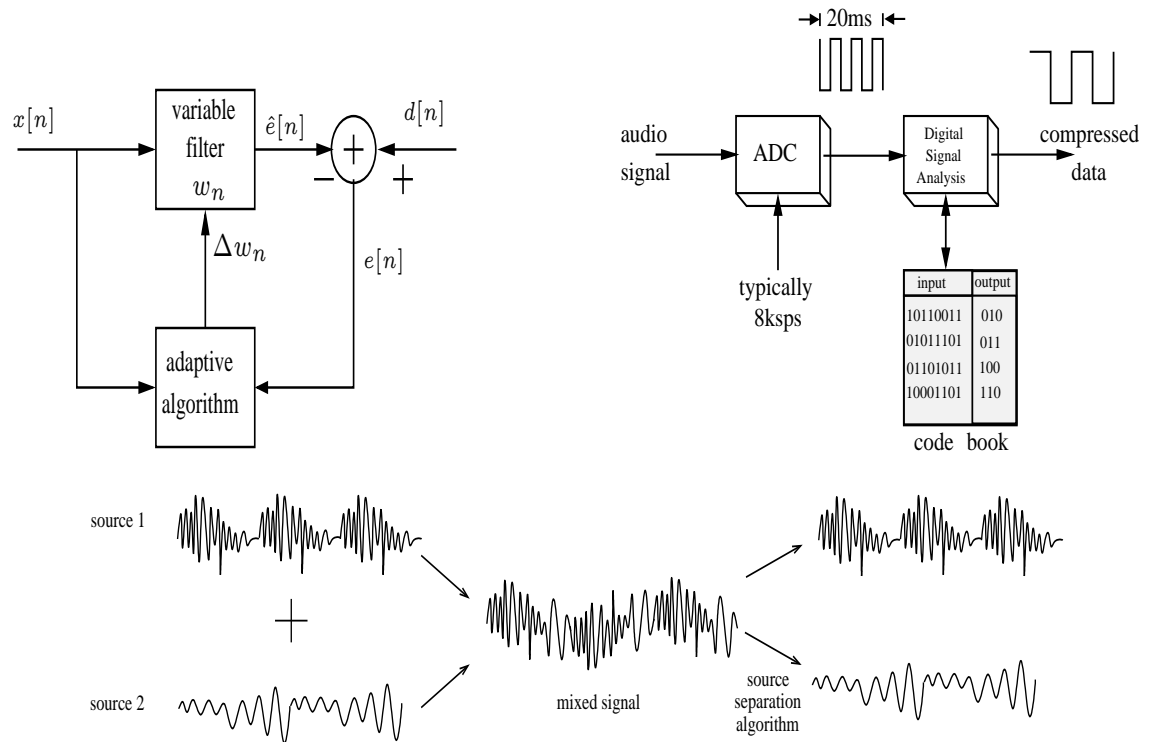 x[n]
variable
filter
w_n
ê[n]
+
d[n]
−
+
Δw_n
e[n]
adaptive
algorithm
20ms
audio
signal
ADC
Digital
Signal
Analysis
compressed
data
typically
8ksps
input output
10110011 010
01011101 011
01101011 100
10001101 110
code book
source 1
+
source 2
mixed signal
source
separation
algorithm